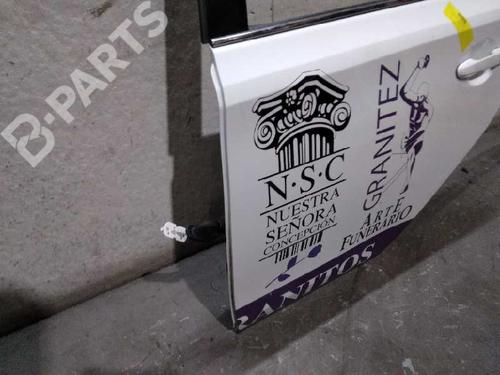 B-PARTS
N·S·C
NUESTRA
SEÑORA
CONCEPCIÓN
GRANITEZ
ARTE
FUNERARIO
RANITOS